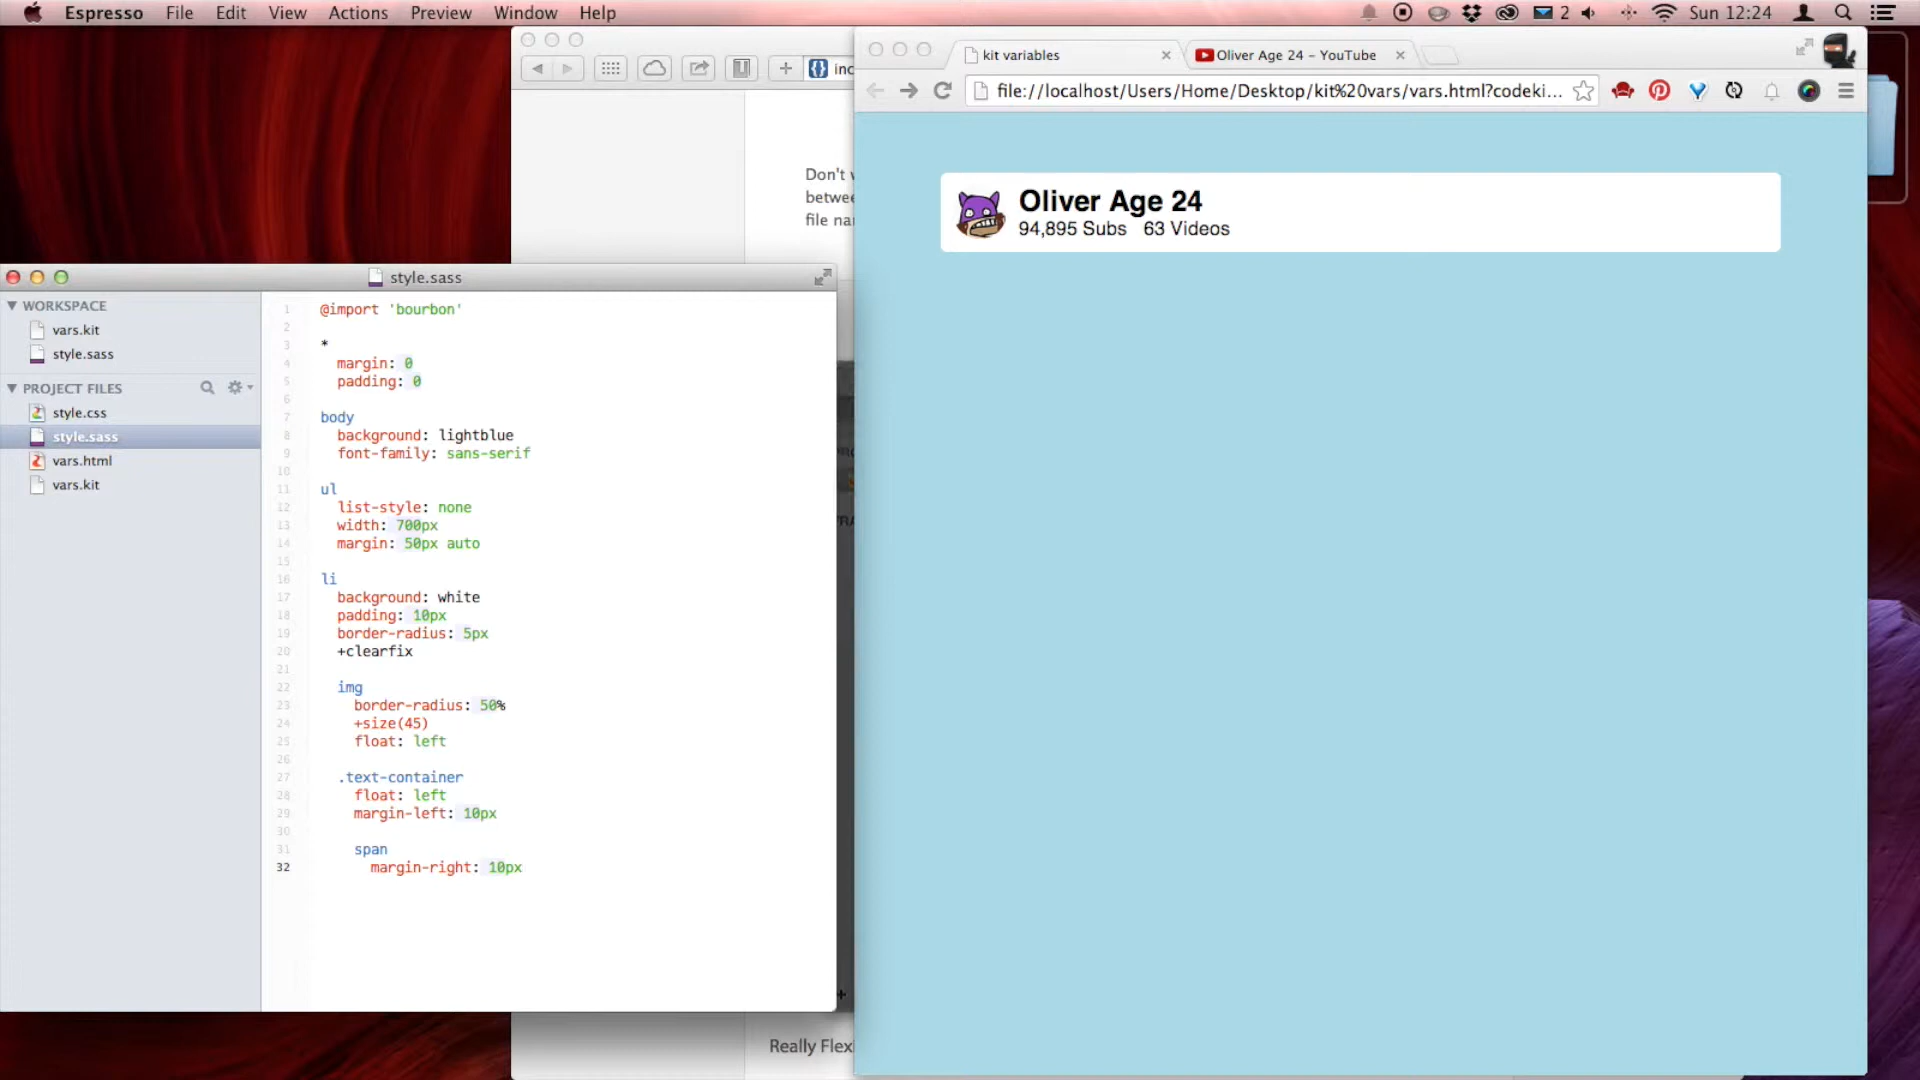 Espresso File Edit View Actions Preview Window Help
2 Sun 12:24
inc
kit variables
Oliver Age 24 – YouTube
file://localhost/Users/Home/Desktop/kit%20vars/vars.html?codeki...
Don't
betwee
file na
Oliver Age 24
94,895 Subs 63 Videos
style.sass
WORKSPACE
vars.kit
style.sass
PROJECT FILES
style.css
style.sass
vars.html
vars.kit
1 @import 'bourbon'
2
3 *
4 margin: 0
5 padding: 0
6
7 body
8 background: lightblue
9 font-family: sans-serif
10
11 ul
12 list-style: none
13 width: 700px
14 margin: 50px auto
15
16 li
17 background: white
18 padding: 10px
19 border-radius: 5px
20 +clearfix
21
22 img
23 border-radius: 50%
24 +size(45)
25 float: left
26
27 .text-container
28 float: left
29 margin-left: 10px
30
31 span
32 margin-right: 10px
Really Flexi